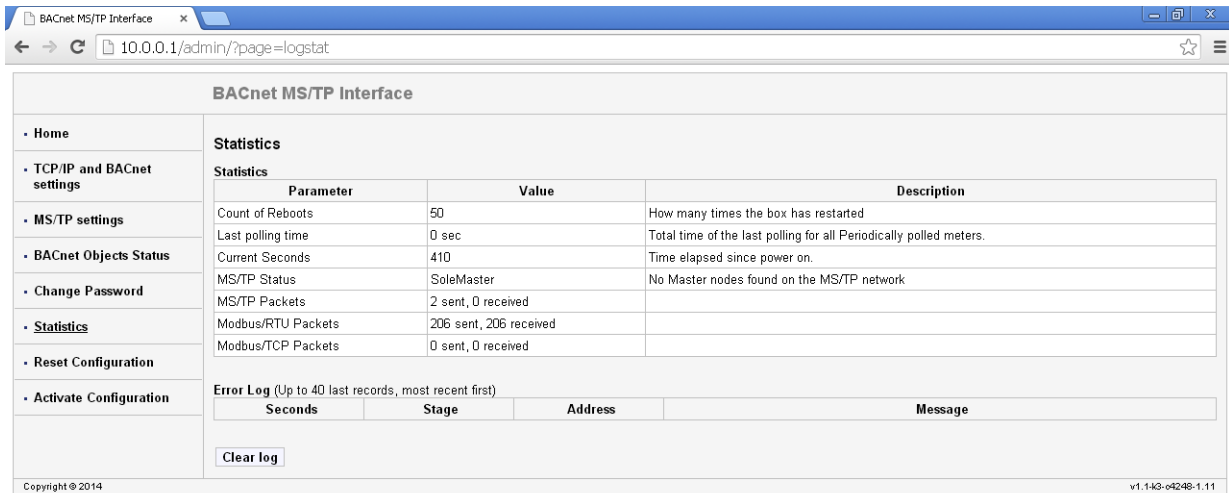 BACnet MS/TP Interface
10.0.0.1/admin/?page=logstat
BACnet MS/TP Interface
Home
TCP/IP and BACnet settings
MS/TP settings
BACnet Objects Status
Change Password
Statistics
Reset Configuration
Activate Configuration
Statistics
Statistics
Parameter Value Description
Count of Reboots 50 How many times the box has restarted
Last polling time 0 sec Total time of the last polling for all Periodically polled meters.
Current Seconds 410 Time elapsed since power on.
MS/TP Status SoleMaster No Master nodes found on the MS/TP network
MS/TP Packets 2 sent, 0 received
Modbus/RTU Packets 206 sent, 206 received
Modbus/TCP Packets 0 sent, 0 received
Error Log (Up to 40 last records, most recent first)
Seconds Stage Address Message
Clear log
Copyright © 2014
v1.1-k3-c4248-1.11